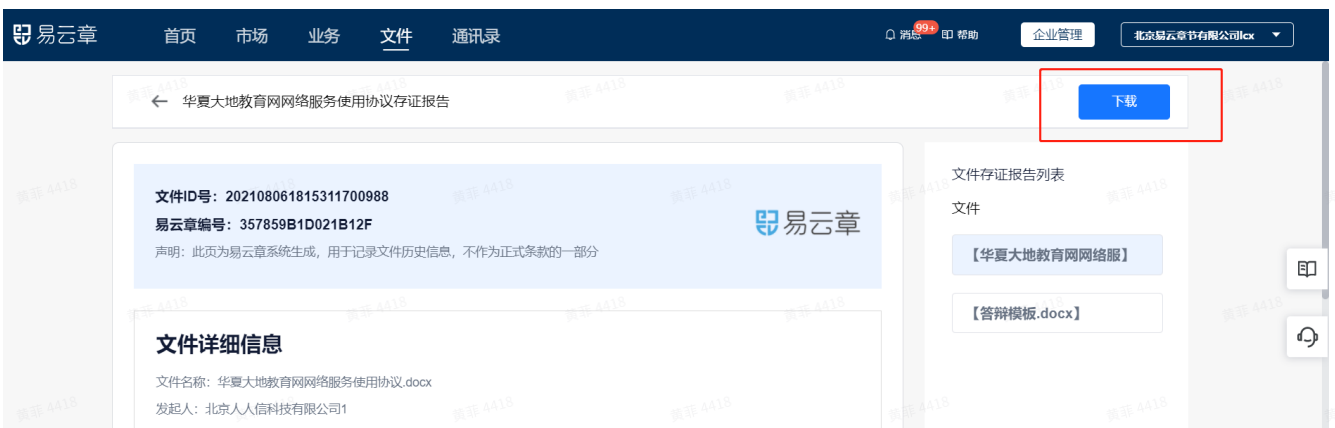 易云章 首页 市场 业务 文件 通讯录 消息 99+ 帮助 企业管理 北京易云章节有限公司lcx
← 华夏大地教育网网络服务使用协议存证报告 下载
文件ID号：202108061815311700988
易云章编号：357859B1D021B12F
声明：此页为易云章系统生成，用于记录文件历史信息，不作为正式条款的一部分
易云章
文件详细信息
文件名称：华夏大地教育网网络服务使用协议.docx
发起人：北京人人信科技有限公司1
文件存证报告列表
文件
【华夏大地教育网网络服】
【答辩模板.docx】
黄菲 4418